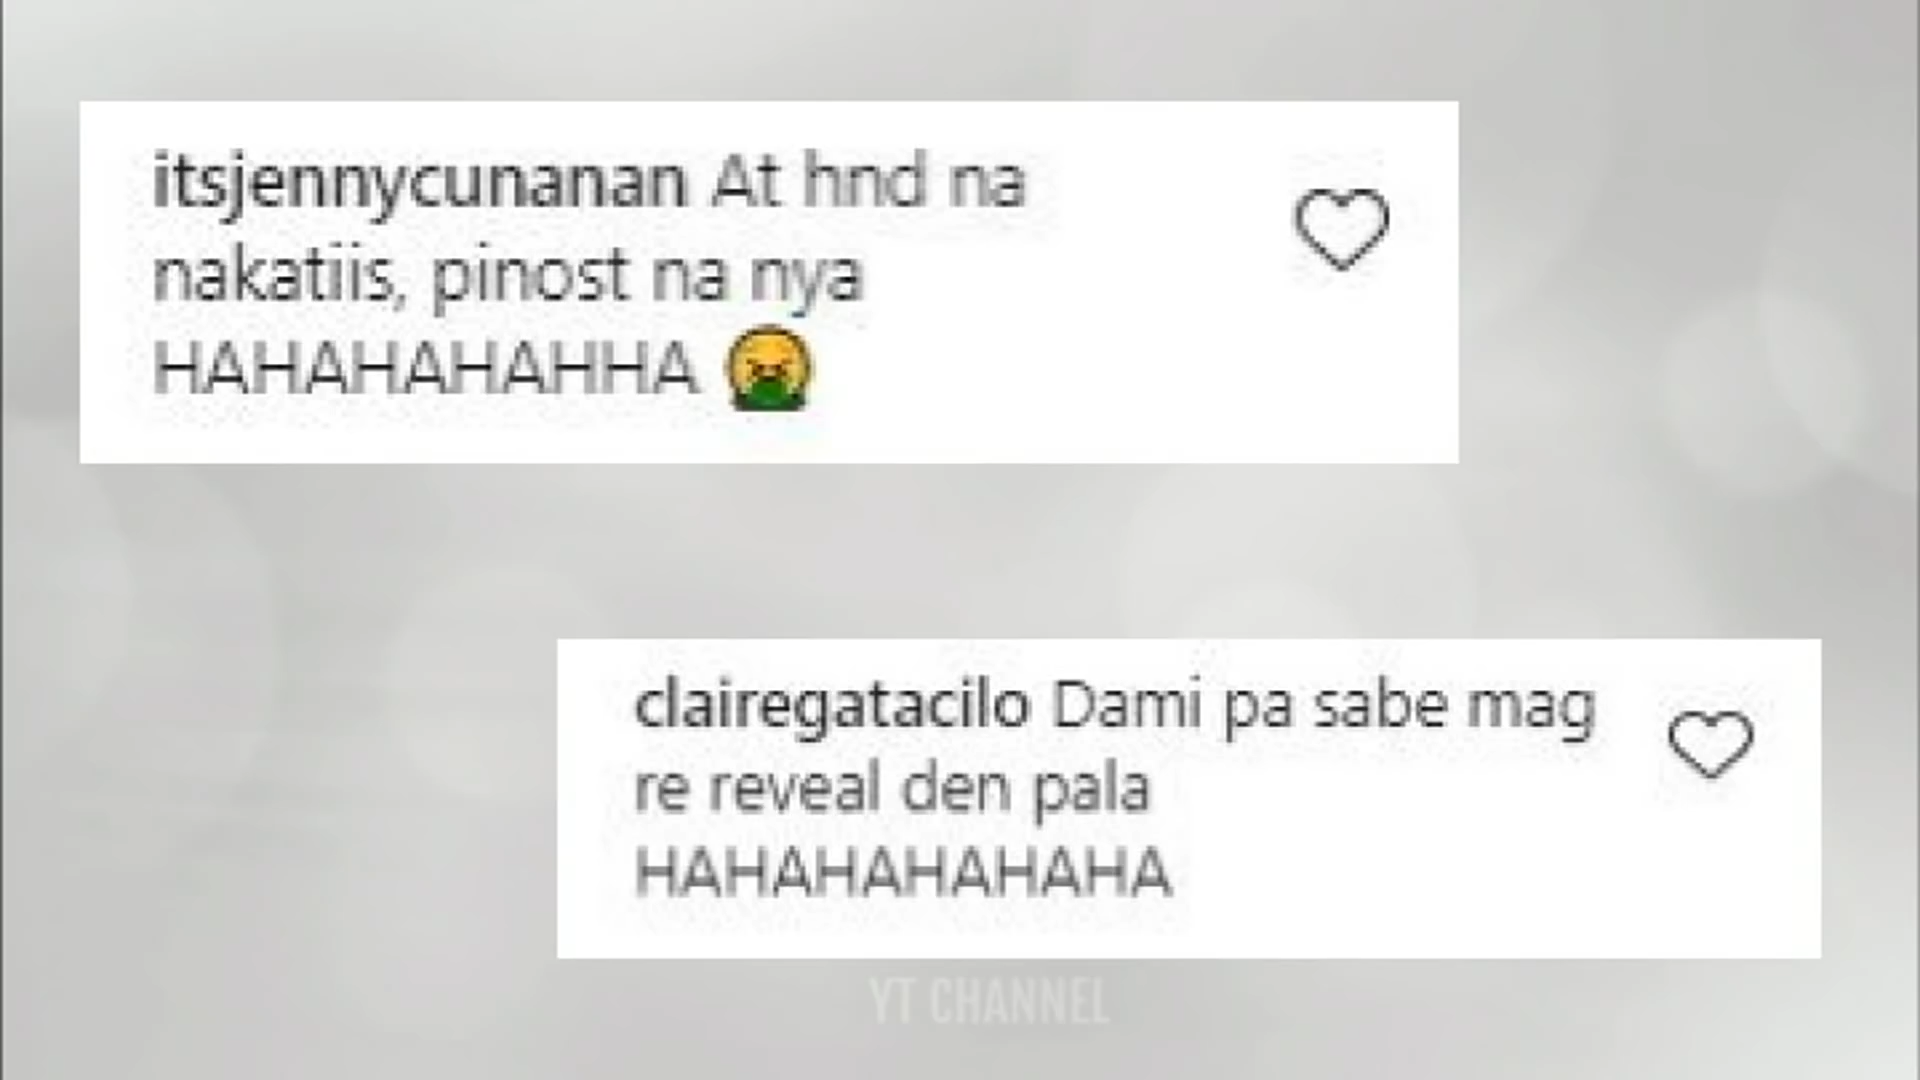 itsjennycunanan At hnd na
nakatiis, pinost na nya
HAHAHAHAHAHHA 🤮
clairegatacilo Dami pa sabe mag
re reveal den pala
HAHAHAHAHAHA
YT CHANNEL